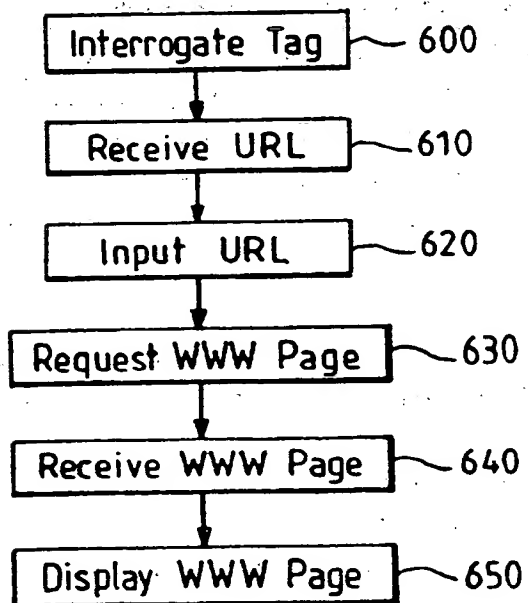 Interrogate Tag 600
Receive URL 610
Input URL 620
Request WWW Page 630
Receive WWW Page 640
Display WWW Page 650